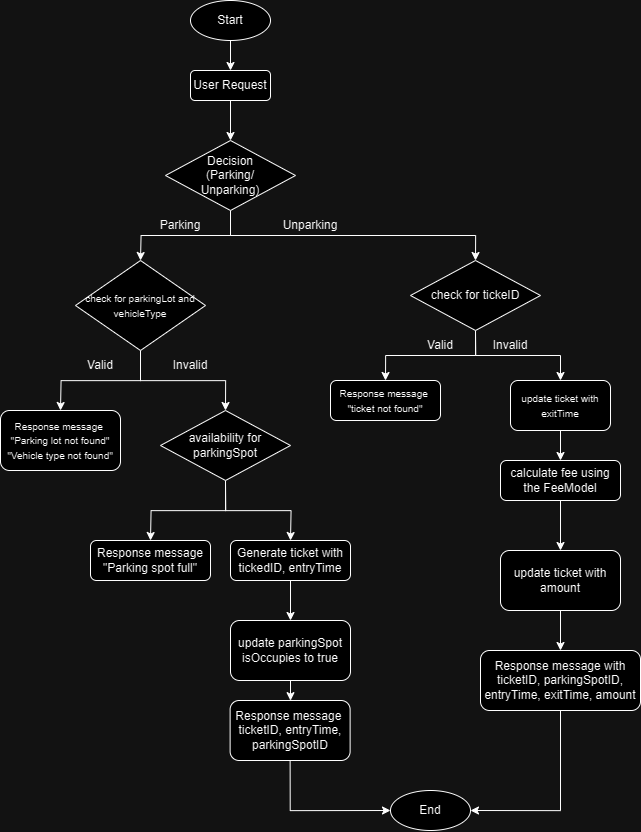 Start
User Request
Decision
(Parking/
Unparking)
Parking
Unparking
check for parkingLot and
vehicleType
check for tickeID
Valid
Invalid
Valid
Invalid
Response message
"Parking lot not found"
"Vehicle type not found"
availability for
parkingSpot
Response message
"ticket not found"
update ticket with
exitTime
calculate fee using
the FeeModel
Response message
"Parking spot full"
Generate ticket with
tickedID, entryTime
update ticket with
amount
update parkingSpot
isOccupies to true
Response message with
ticketID, parkingSpotID,
entryTime, exitTime, amount
Response message
ticketID, entryTime,
parkingSpotID
End